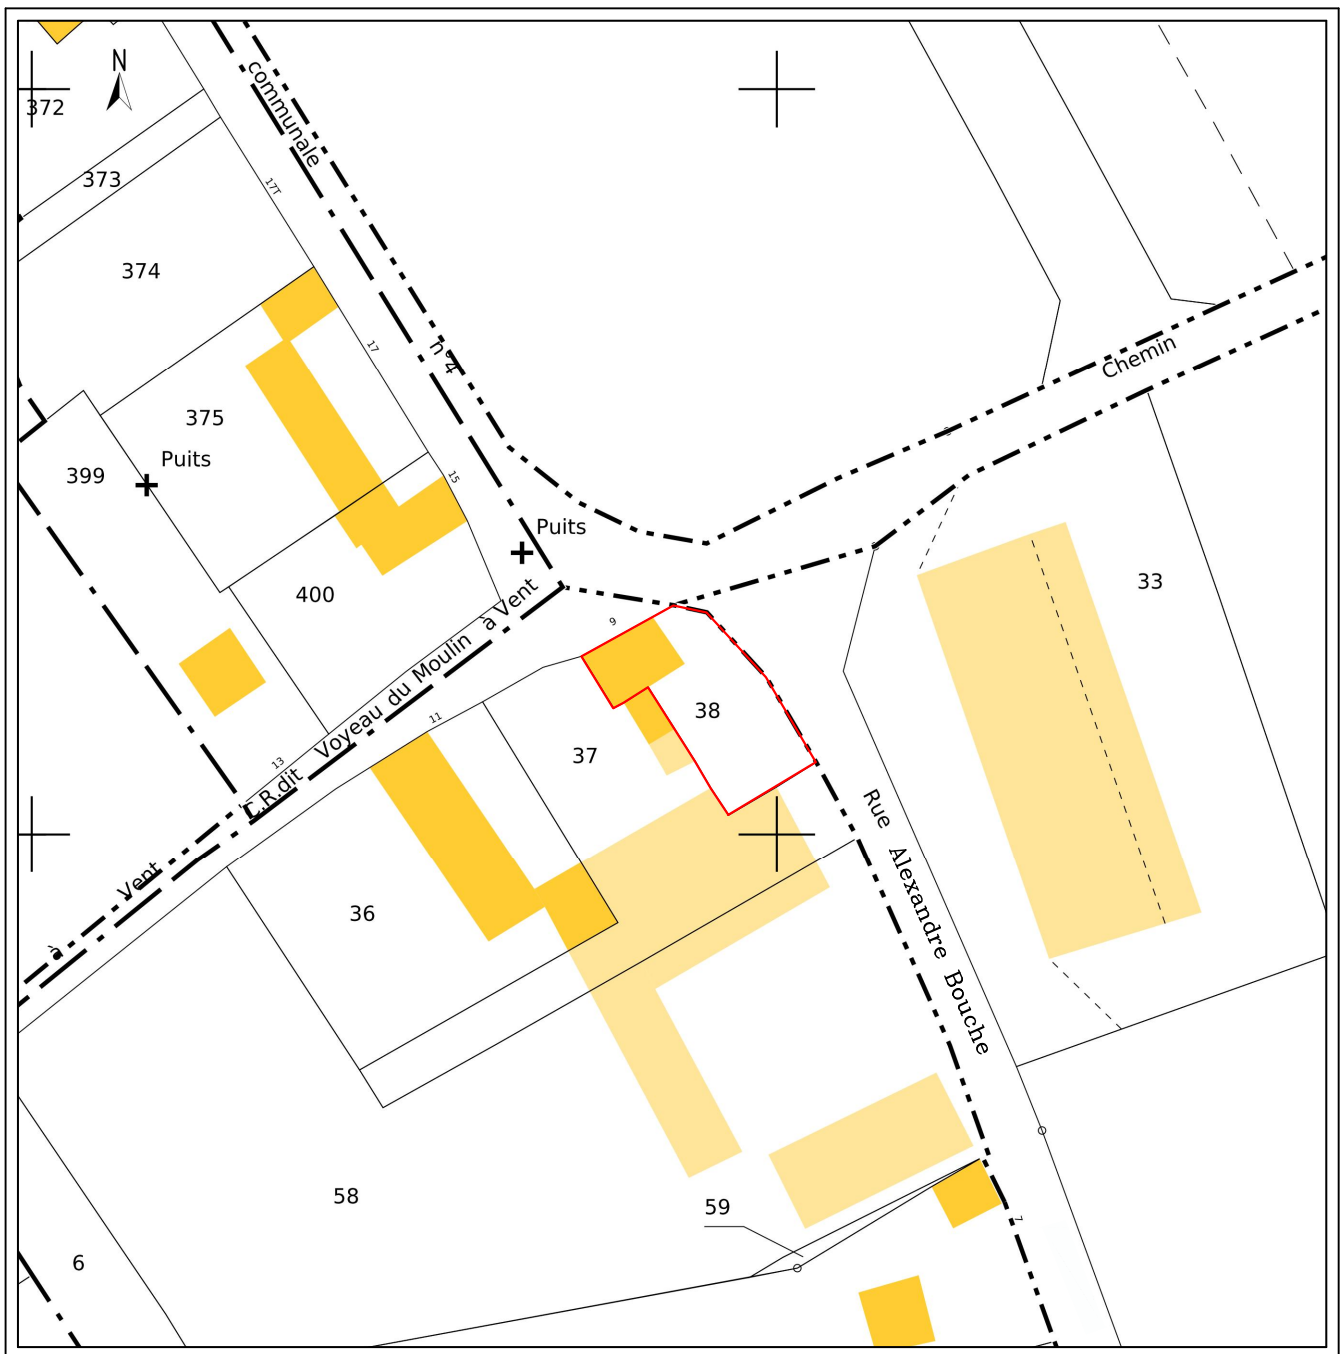 N
372
communale
373
17T
374
n°4
17
Chemin
375
Puits
399
15
Puits
33
400
9
C.R.dit Voyeau du Moulin à Vent
38
11
37
13
Rue Alexandre Bouche
à Vent
36
58
59
7
6